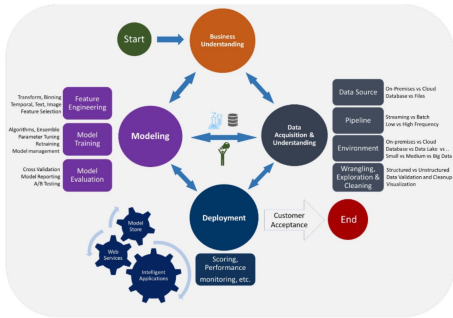 Start
Business
Understanding
Feature
Engineering
Transform, Binning
Temporal, Text, Image
Feature Selection
Model
Training
Algorithms, Ensemble
Parameter Tuning
Retraining
Model management
Model
Evaluation
Cross Validation
Model Reporting
A/B Testing
Modeling
Data
Acquisition &
Understanding
Data Source
On-Premises vs Cloud
Database vs Files
Pipeline
Streaming vs Batch
Low vs High Frequency
Environment
On-premises vs Cloud
Database vs Data Lake vs ..
Small vs Medium vs Big Data
Wrangling,
Exploration &
Cleaning
Structured vs Unstructured
Data Validation and Cleanup
Visualization
Deployment
Customer
Acceptance
End
Scoring,
Performance
monitoring, etc.
Model
Store
Web
Services
Intelligent
Applications